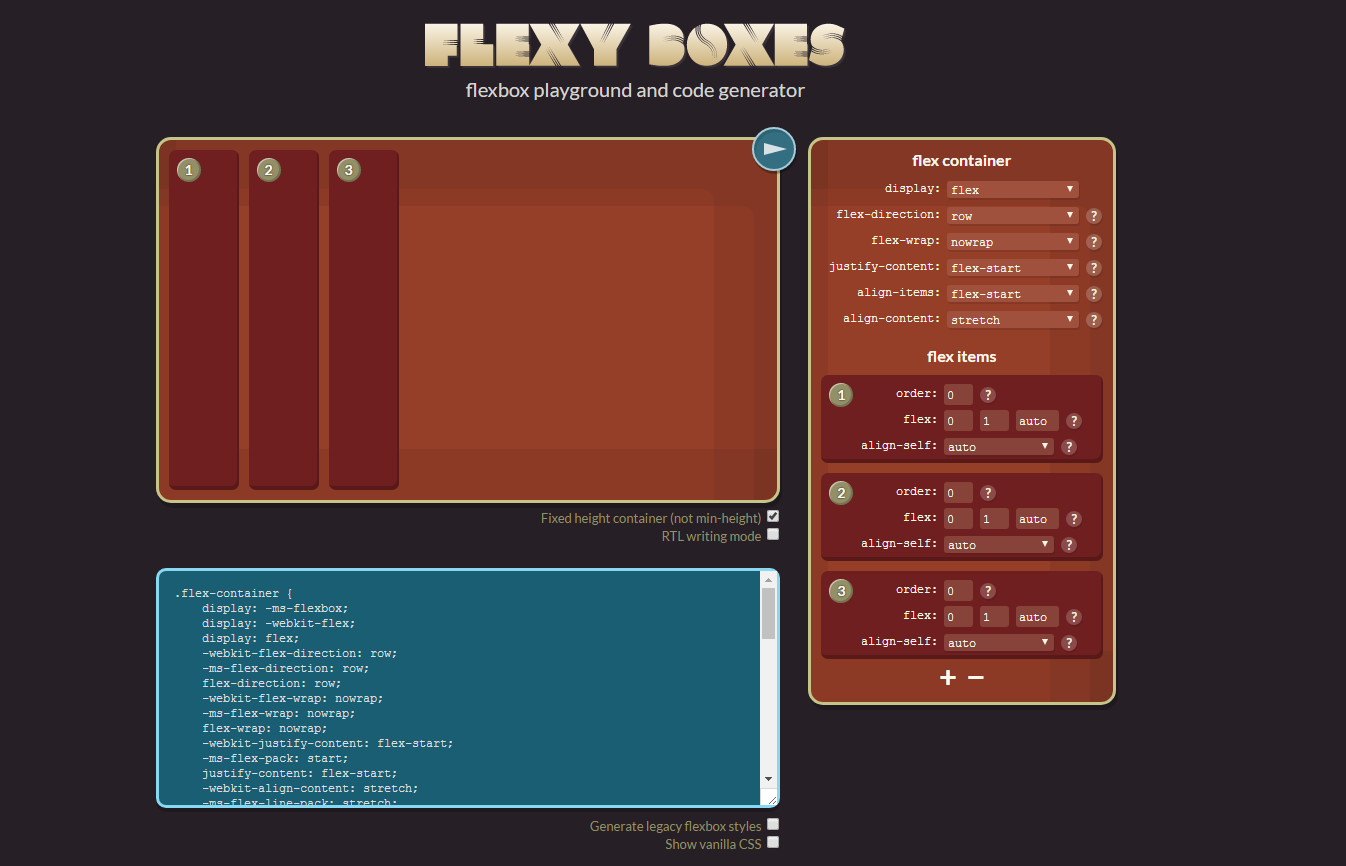 FLEXY BOXES
flexbox playground and code generator
1 2 3
Fixed height container (not min-height)
RTL writing mode
.flex-container {
    display: -ms-flexbox;
    display: -webkit-flex;
    display: flex;
    -webkit-flex-direction: row;
    -ms-flex-direction: row;
    flex-direction: row;
    -webkit-flex-wrap: nowrap;
    -ms-flex-wrap: nowrap;
    flex-wrap: nowrap;
    -webkit-justify-content: flex-start;
    -ms-flex-pack: start;
    justify-content: flex-start;
    -webkit-align-content: stretch;
    -ms-flex-line-pack: stretch;
Generate legacy flexbox styles
Show vanilla CSS
flex container
display: flex
flex-direction: row ?
flex-wrap: nowrap ?
justify-content: flex-start ?
align-items: flex-start ?
align-content: stretch ?
flex items
1 order: 0 ?
flex: 0 1 auto ?
align-self: auto ?
2 order: 0 ?
flex: 0 1 auto ?
align-self: auto ?
3 order: 0 ?
flex: 0 1 auto ?
align-self: auto ?
+ −